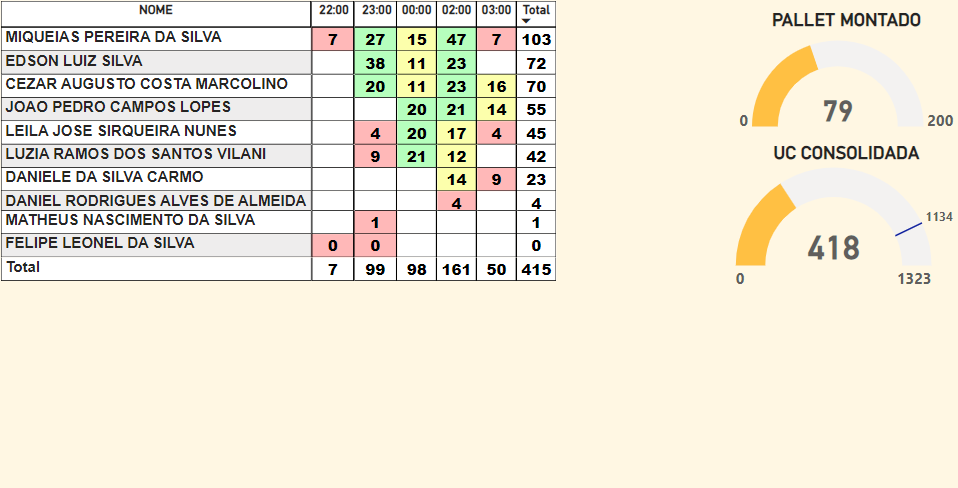 NOME 22:00 23:00 00:00 02:00 03:00 Total
MIQUEIAS PEREIRA DA SILVA 7 27 15 47 7 103
EDSON LUIZ SILVA 38 11 23 72
CEZAR AUGUSTO COSTA MARCOLINO 20 11 23 16 70
JOAO PEDRO CAMPOS LOPES 20 21 14 55
LEILA JOSE SIRQUEIRA NUNES 4 20 17 4 45
LUZIA RAMOS DOS SANTOS VILANI 9 21 12 42
DANIELE DA SILVA CARMO 14 9 23
DANIEL RODRIGUES ALVES DE ALMEIDA 4 4
MATHEUS NASCIMENTO DA SILVA 1 1
FELIPE LEONEL DA SILVA 0 0 0
Total 7 99 98 161 50 415
PALLET MONTADO
79
0 200
UC CONSOLIDADA
1134
418
0 1323